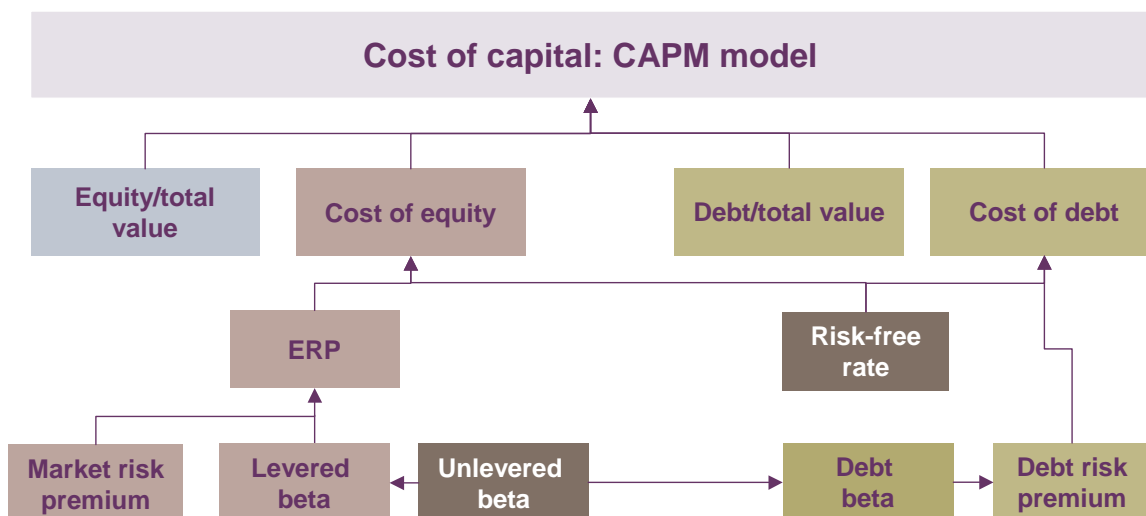 Cost of capital: CAPM model
Equity/total
value
Cost of equity
Debt/total value
Cost of debt
ERP
Risk-free
rate
Market risk
premium
Levered
beta
Unlevered
beta
Debt
beta
Debt risk
premium